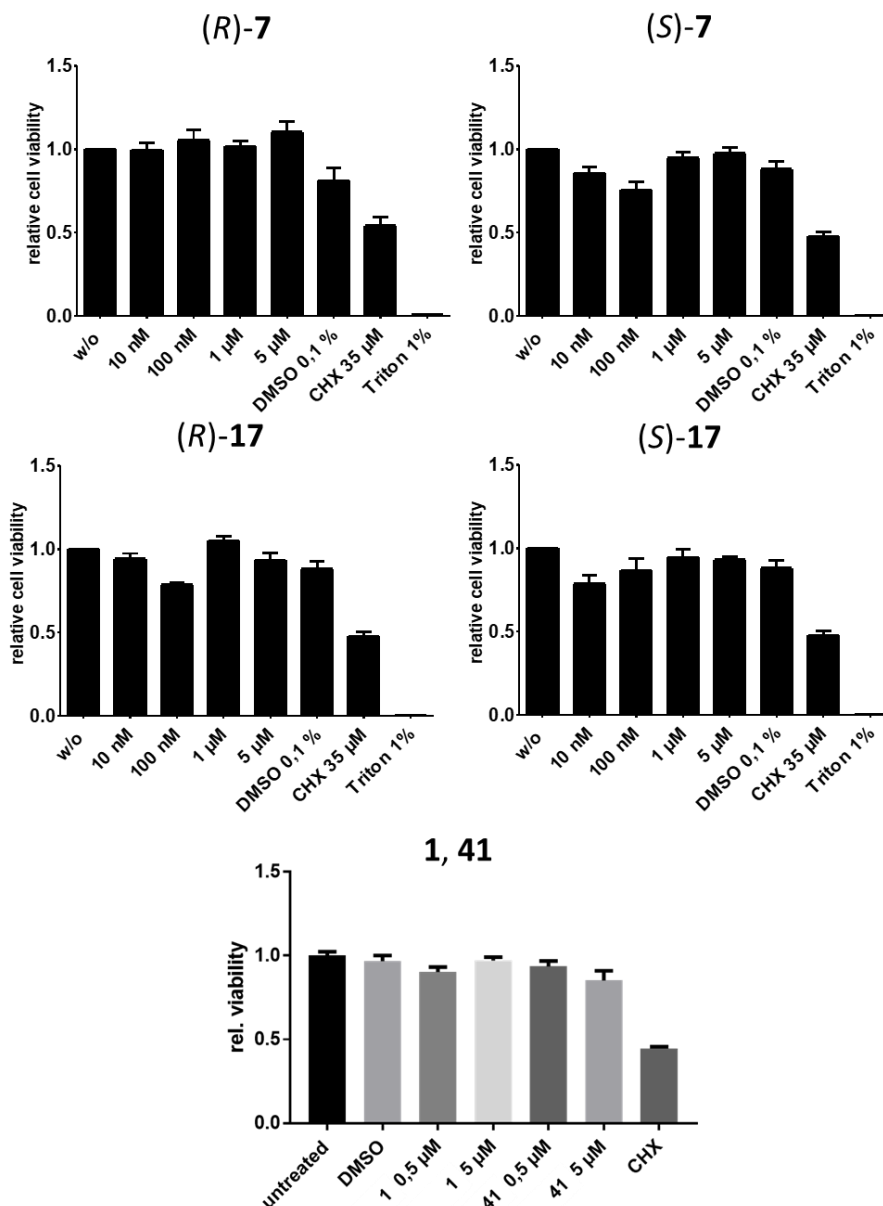 (R)-7
relative cell viability
1.5
1.0
0.5
0.0
w/o
10 nM
100 nM
1 µM
5 µM
DMSO 0,1 %
CHX 35 µM
Triton 1%
(S)-7
relative cell viability
1.5
1.0
0.5
0.0
w/o
10 nM
100 nM
1 µM
5 µM
DMSO 0,1 %
CHX 35 µM
Triton 1%
(R)-17
relative cell viability
1.5
1.0
0.5
0.0
w/o
10 nM
100 nM
1 µM
5 µM
DMSO 0,1 %
CHX 35 µM
Triton 1%
(S)-17
relative cell viability
1.5
1.0
0.5
0.0
w/o
10 nM
100 nM
1 µM
5 µM
DMSO 0,1 %
CHX 35 µM
Triton 1%
1, 41
rel. viability
1.5
1.0
0.5
0.0
untreated
DMSO
1 0,5 µM
1 5 µM
41 0,5 µM
41 5 µM
CHX